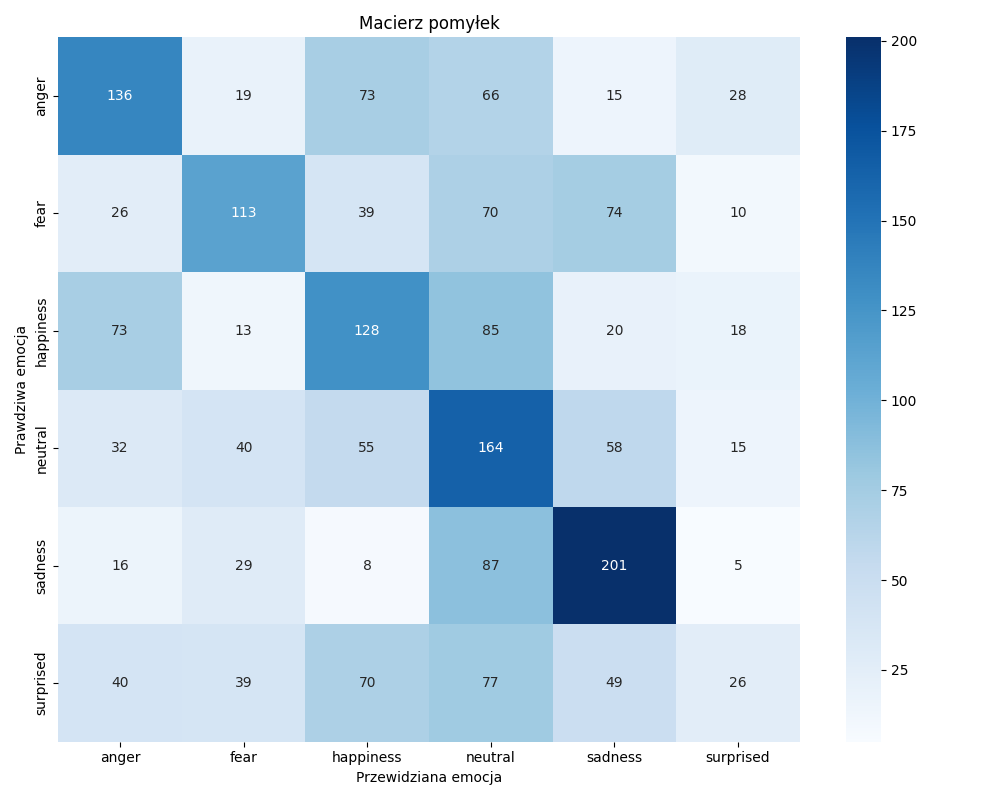 Macierz pomyłek
anger 136 19 73 66 15 28
fear 26 113 39 70 74 10
happiness 73 13 128 85 20 18
neutral 32 40 55 164 58 15
sadness 16 29 8 87 201 5
surprised 40 39 70 77 49 26
anger fear happiness neutral sadness surprised
Prawdziwa emocja
Przewidziana emocja
200
175
150
125
100
75
50
25